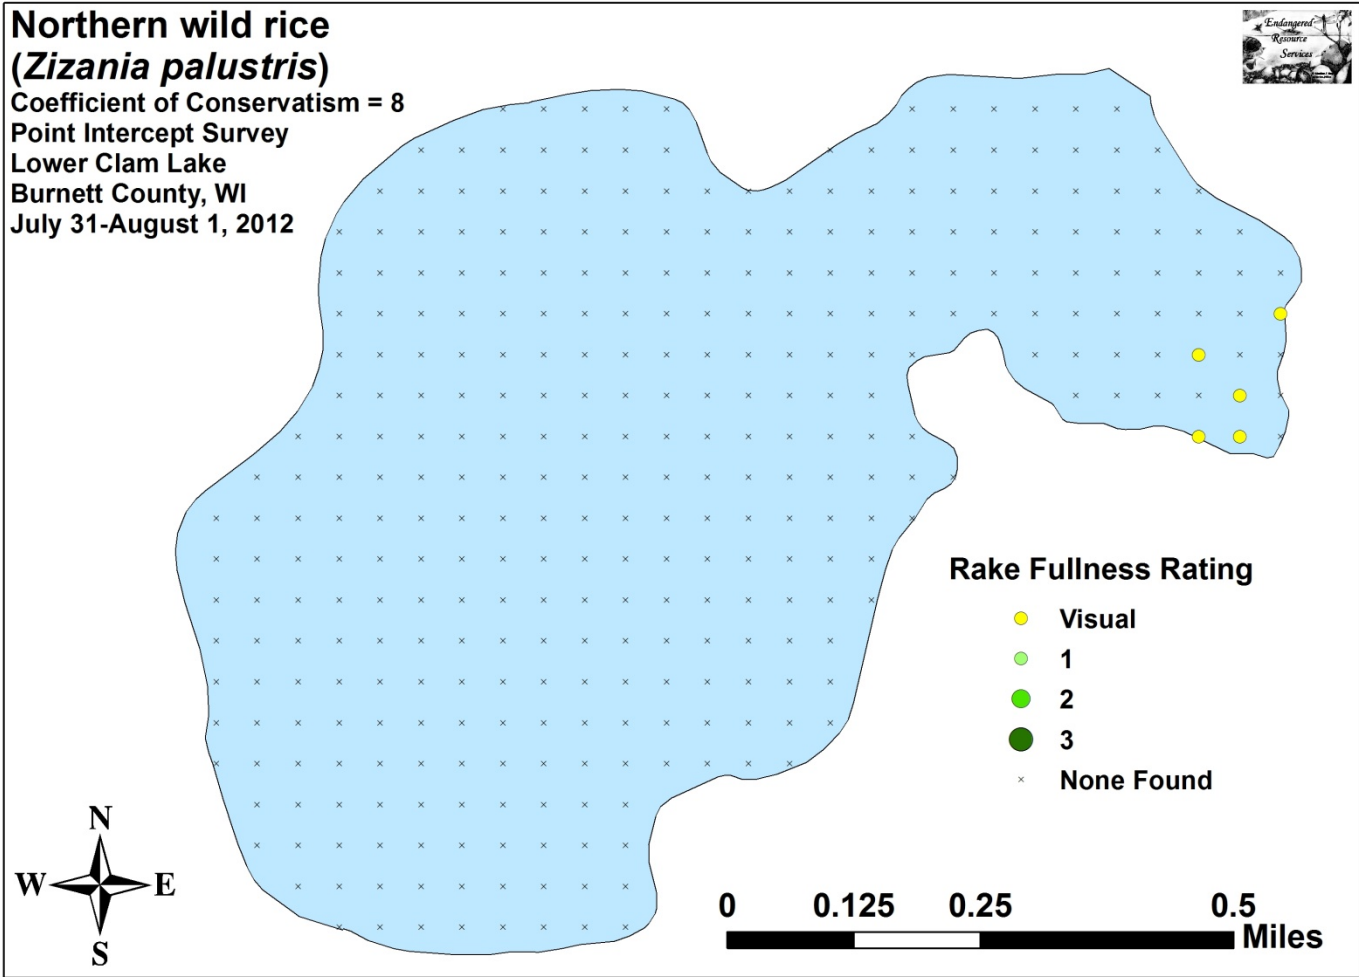 Northern wild rice
(Zizania palustris)
Coefficient of Conservatism = 8
Point Intercept Survey
Lower Clam Lake
Burnett County, WI
July 31-August 1, 2012
Endangered
Resource
Services
Rake Fullness Rating
Visual
1
2
3
None Found
N
W E
S
0 0.125 0.25 0.5
Miles